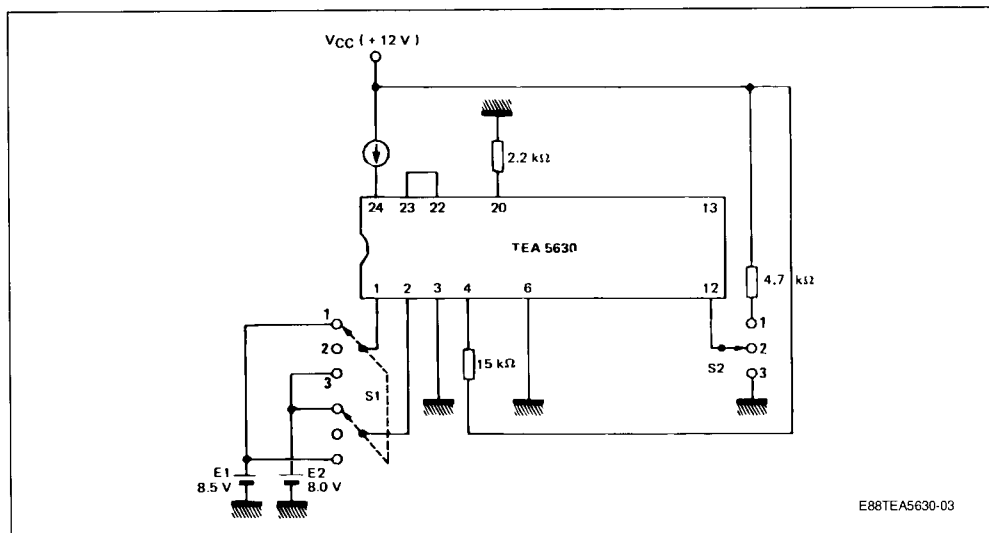 VCC (+ 12 V)
2.2 kΩ
24 23 22 20 13
TEA 5630
4.7 kΩ
1 2 3 4 6 12
1
1
2
2
S2
15 kΩ
3
S1
3
E1
8.5 V
E2
8.0 V
E88TEA5630-03